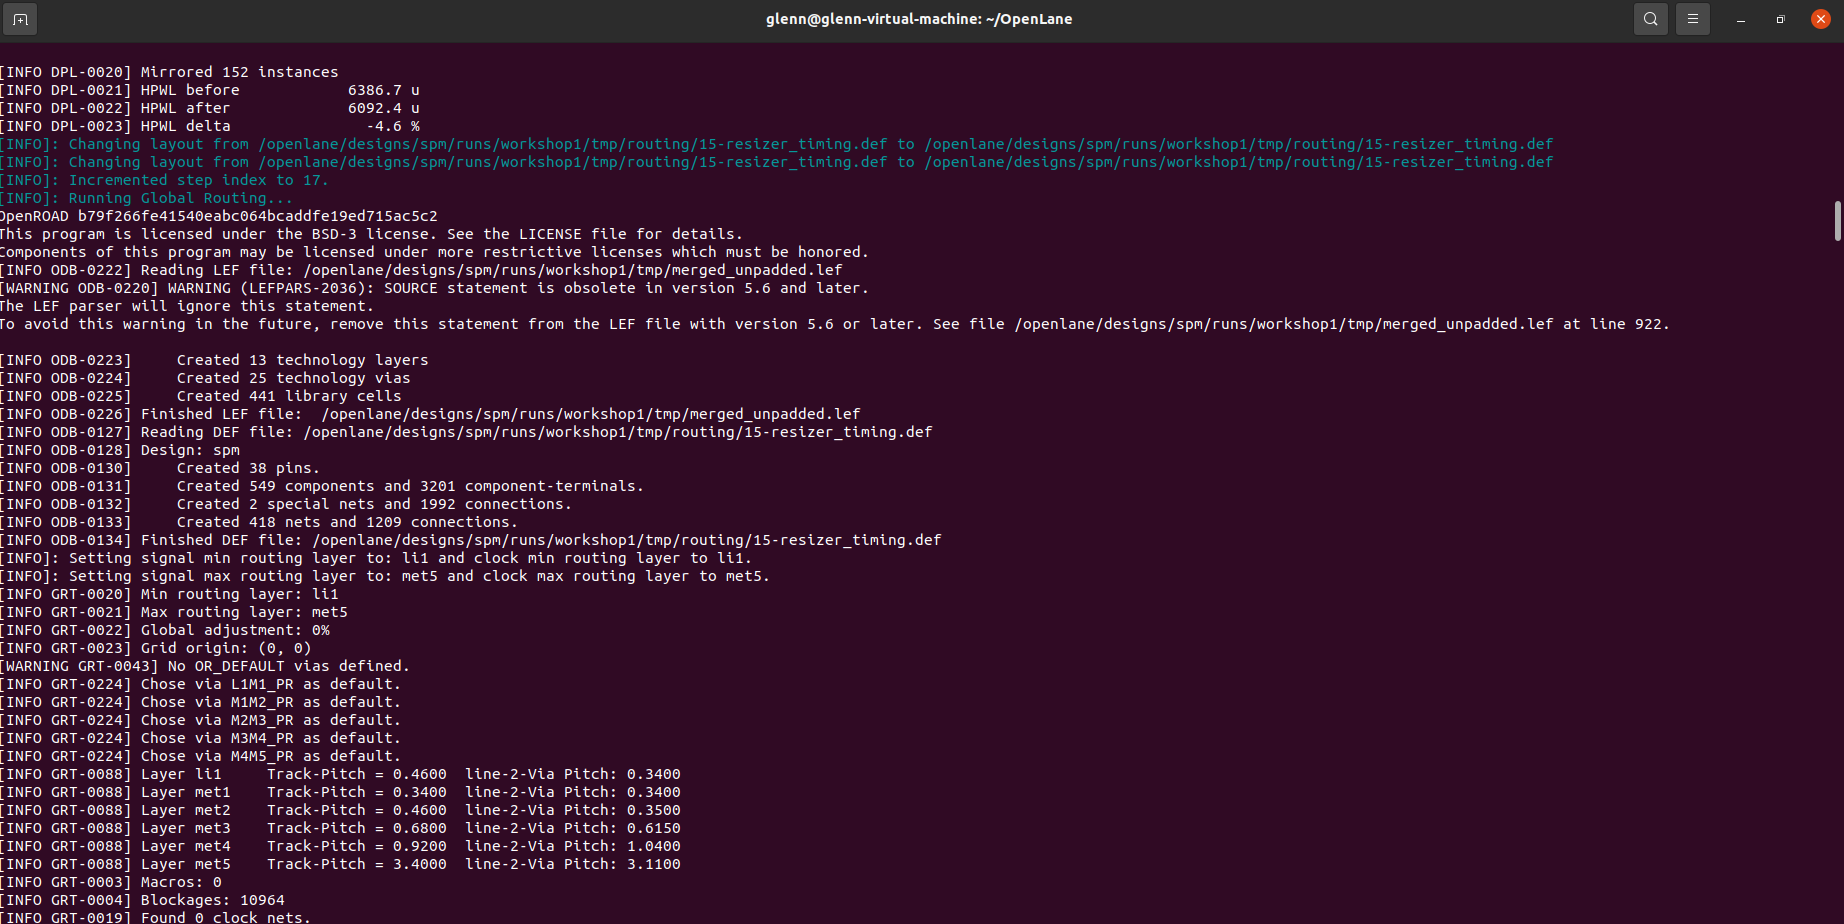 glenn@glenn-virtual-machine: ~/OpenLane
[INFO DPL-0020] Mirrored 152 instances
[INFO DPL-0021] HPWL before            6386.7 u
[INFO DPL-0022] HPWL after             6092.4 u
[INFO DPL-0023] HPWL delta               -4.6 %
[INFO]: Changing layout from /openlane/designs/spm/runs/workshop1/tmp/routing/15-resizer_timing.def to /openlane/designs/spm/runs/workshop1/tmp/routing/15-resizer_timing.def
[INFO]: Changing layout from /openlane/designs/spm/runs/workshop1/tmp/routing/15-resizer_timing.def to /openlane/designs/spm/runs/workshop1/tmp/routing/15-resizer_timing.def
[INFO]: Incremented step index to 17.
[INFO]: Running Global Routing...
OpenROAD b79f266fe41540eabc064bcaddfe19ed715ac5c2
This program is licensed under the BSD-3 license. See the LICENSE file for details.
Components of this program may be licensed under more restrictive licenses which must be honored.
[INFO ODB-0222] Reading LEF file: /openlane/designs/spm/runs/workshop1/tmp/merged_unpadded.lef
[WARNING ODB-0220] WARNING (LEFPARS-2036): SOURCE statement is obsolete in version 5.6 and later.
The LEF parser will ignore this statement.
To avoid this warning in the future, remove this statement from the LEF file with version 5.6 or later. See file /openlane/designs/spm/runs/workshop1/tmp/merged_unpadded.lef at line 922.
[INFO ODB-0223]     Created 13 technology layers
[INFO ODB-0224]     Created 25 technology vias
[INFO ODB-0225]     Created 441 library cells
[INFO ODB-0226] Finished LEF file:  /openlane/designs/spm/runs/workshop1/tmp/merged_unpadded.lef
[INFO ODB-0127] Reading DEF file: /openlane/designs/spm/runs/workshop1/tmp/routing/15-resizer_timing.def
[INFO ODB-0128] Design: spm
[INFO ODB-0130]     Created 38 pins.
[INFO ODB-0131]     Created 549 components and 3201 component-terminals.
[INFO ODB-0132]     Created 2 special nets and 1992 connections.
[INFO ODB-0133]     Created 418 nets and 1209 connections.
[INFO ODB-0134] Finished DEF file: /openlane/designs/spm/runs/workshop1/tmp/routing/15-resizer_timing.def
[INFO]: Setting signal min routing layer to: li1 and clock min routing layer to li1.
[INFO]: Setting signal max routing layer to: met5 and clock max routing layer to met5.
[INFO GRT-0020] Min routing layer: li1
[INFO GRT-0021] Max routing layer: met5
[INFO GRT-0022] Global adjustment: 0%
[INFO GRT-0023] Grid origin: (0, 0)
[WARNING GRT-0043] No OR_DEFAULT vias defined.
[INFO GRT-0224] Chose via L1M1_PR as default.
[INFO GRT-0224] Chose via M1M2_PR as default.
[INFO GRT-0224] Chose via M2M3_PR as default.
[INFO GRT-0224] Chose via M3M4_PR as default.
[INFO GRT-0224] Chose via M4M5_PR as default.
[INFO GRT-0088] Layer li1     Track-Pitch = 0.4600  line-2-Via Pitch: 0.3400
[INFO GRT-0088] Layer met1    Track-Pitch = 0.3400  line-2-Via Pitch: 0.3400
[INFO GRT-0088] Layer met2    Track-Pitch = 0.4600  line-2-Via Pitch: 0.3500
[INFO GRT-0088] Layer met3    Track-Pitch = 0.6800  line-2-Via Pitch: 0.6150
[INFO GRT-0088] Layer met4    Track-Pitch = 0.9200  line-2-Via Pitch: 1.0400
[INFO GRT-0088] Layer met5    Track-Pitch = 3.4000  line-2-Via Pitch: 3.1100
[INFO GRT-0003] Macros: 0
[INFO GRT-0004] Blockages: 10964
[INFO GRT-0019] Found 0 clock nets.